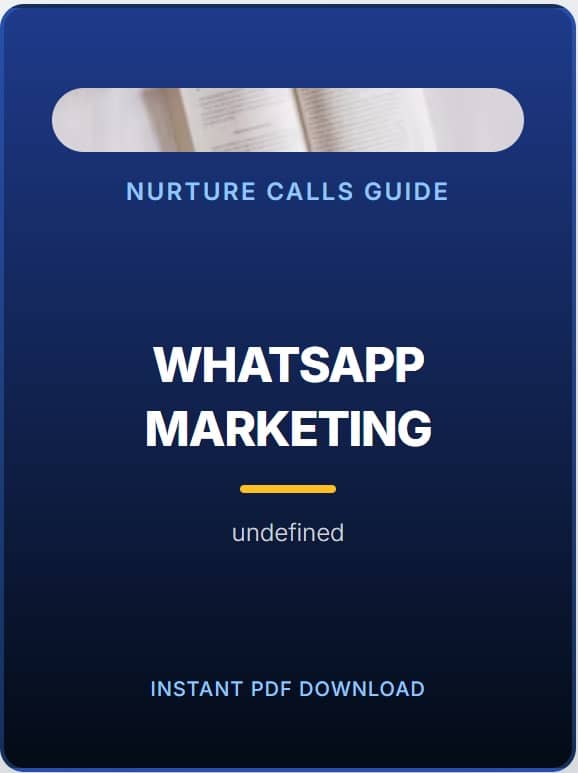 NURTURE CALLS GUIDE
WHATSAPP
MARKETING
undefined
INSTANT PDF DOWNLOAD